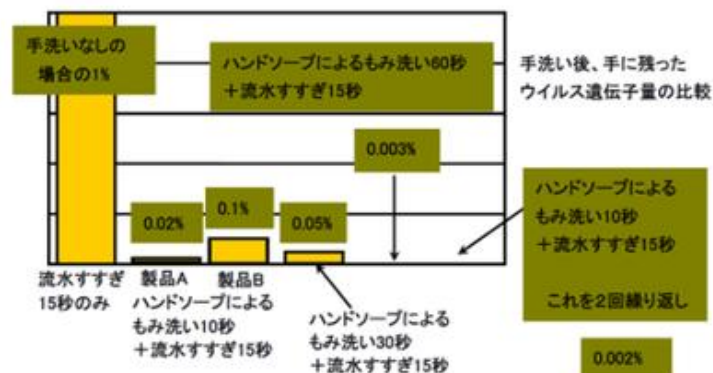 手洗いなしの
場合の1%
ハンドソープによるもみ洗い60秒
+流水すすぎ15秒
手洗い後、手に残った
ウイルス遺伝子量の比較
0.003%
0.02%
0.1%
0.05%
ハンドソープによる
もみ洗い10秒
+流水すすぎ15秒
これを2回繰り返し
0.002%
流水すすぎ
15秒のみ
製品A
製品B
ハンドソープによる
もみ洗い10秒
+流水すすぎ15秒
ハンドソープによる
もみ洗い30秒
+流水すすぎ15秒